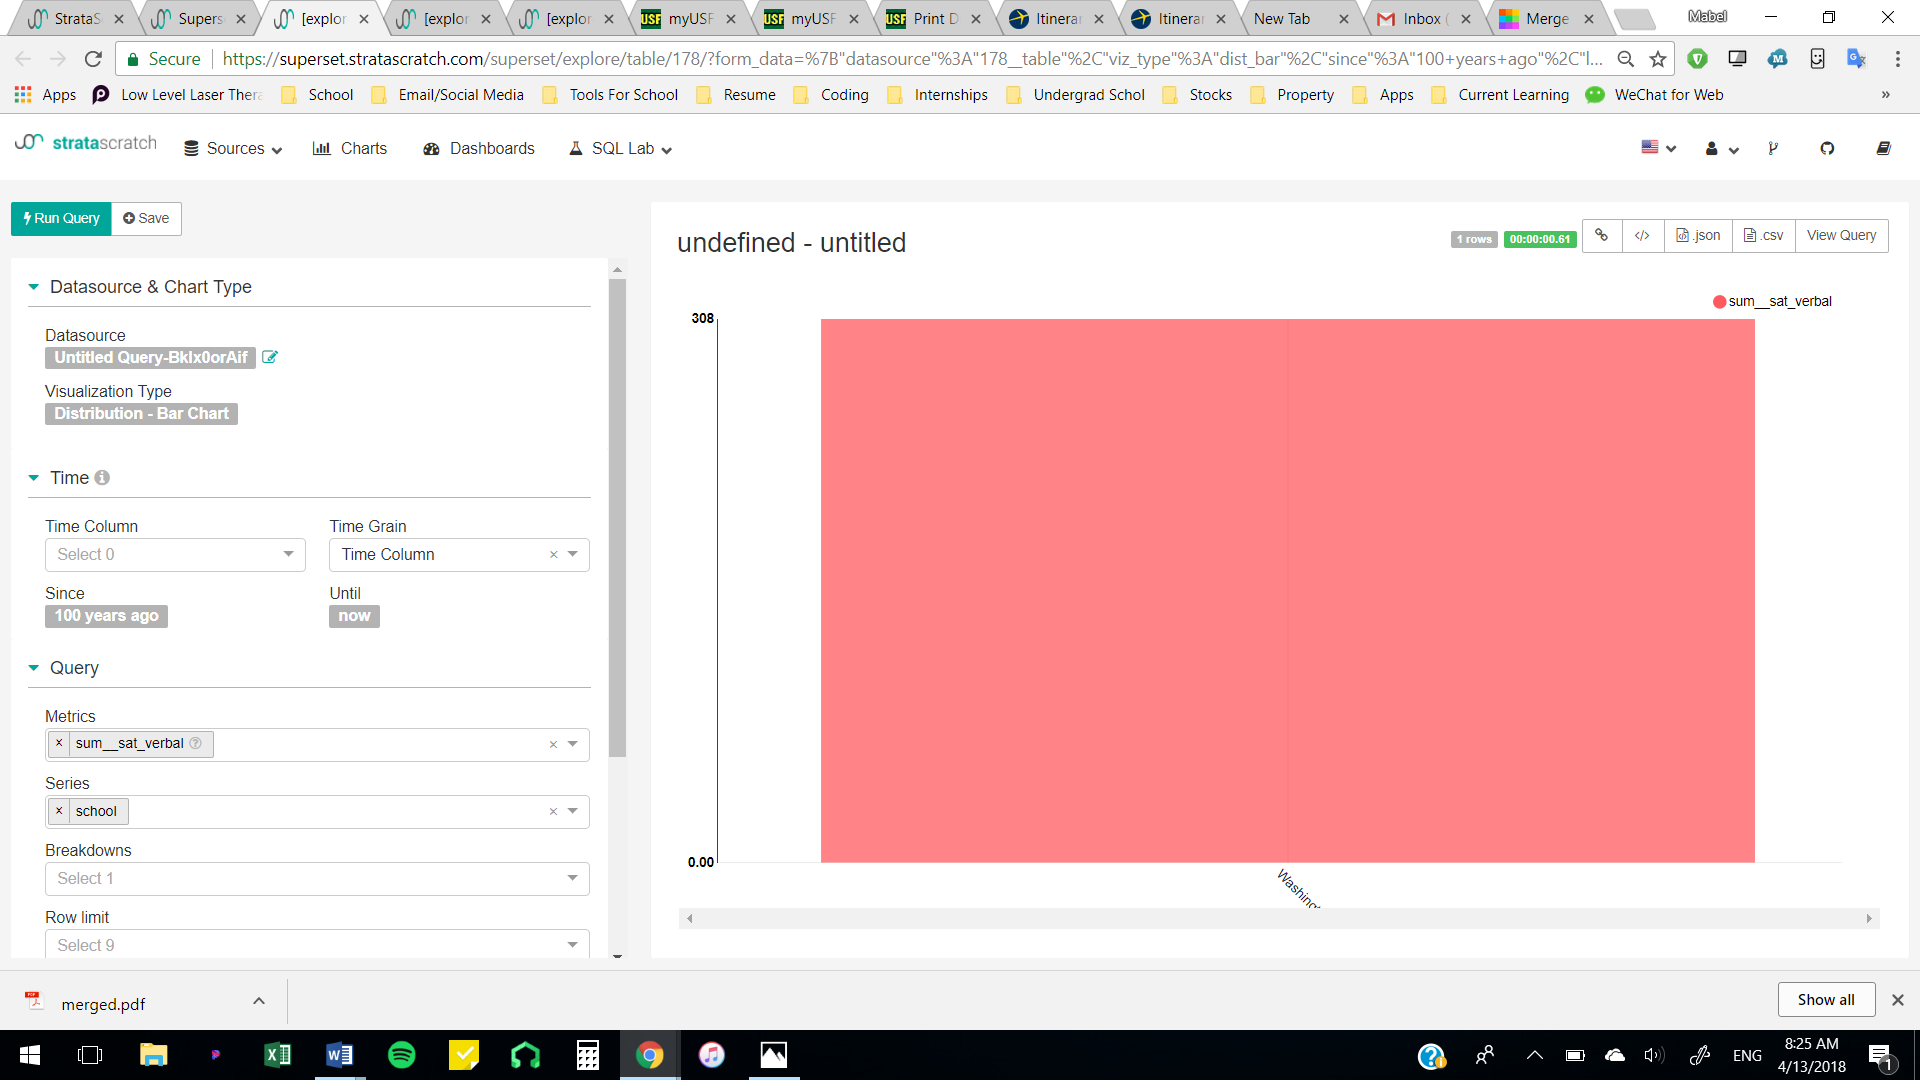 StrataS
Supers
[explor
[explor
[explor
myUSF
myUSF
Print D
Itinerar
Itinerar
New Tab
Inbox (
Merge
Mabel
Secure
https://superset.stratascratch.com/superset/explore/table/178/?form_data=%7B"datasource"%3A"178__table"%2C"viz_type"%3A"dist_bar"%2C"since"%3A"100+years+ago"%2C"l...
Apps
Low Level Laser Thera
School
Email/Social Media
Tools For School
Resume
Coding
Internships
Undergrad Schol
Stocks
Property
Apps
Current Learning
WeChat for Web
»
stratascratch
Sources
Charts
Dashboards
SQL Lab
Run Query
Save
undefined - untitled
1 rows
00:00:00.61
</>
.json
.csv
View Query
Datasource & Chart Type
Datasource
Untitled Query-BkIx0orAif
Visualization Type
Distribution - Bar Chart
Time
Time Column
Time Grain
Select 0
Time Column
Since
Until
100 years ago
now
Query
Metrics
sum__sat_verbal
Series
school
Breakdowns
Select 1
Row limit
Select 9
sum__sat_verbal
308
0.00
Washingt
merged.pdf
Show all
ENG
8:25 AM
4/13/2018
1